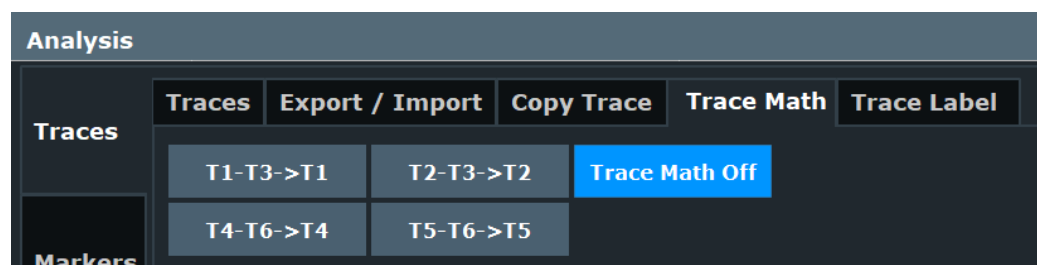 Analysis
Traces Export / Import Copy Trace Trace Math Trace Label
Traces
T1-T3->T1 T2-T3->T2 Trace Math Off
T4-T6->T4 T5-T6->T5
Markers